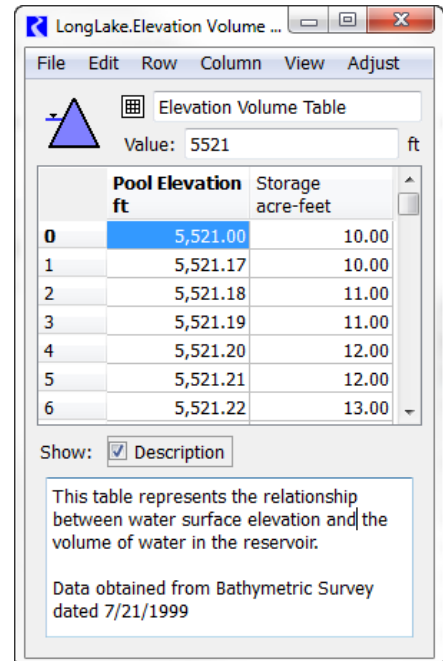 LongLake.Elevation Volume ...
File Edit Row Column View Adjust
Elevation Volume Table
Value: 5521 ft
Pool Elevation Storage
ft acre-feet
0 5,521.00 10.00
1 5,521.17 10.00
2 5,521.18 11.00
3 5,521.19 11.00
4 5,521.20 12.00
5 5,521.21 12.00
6 5,521.22 13.00
Show: Description
This table represents the relationship
between water surface elevation and the
volume of water in the reservoir.
Data obtained from Bathymetric Survey
dated 7/21/1999